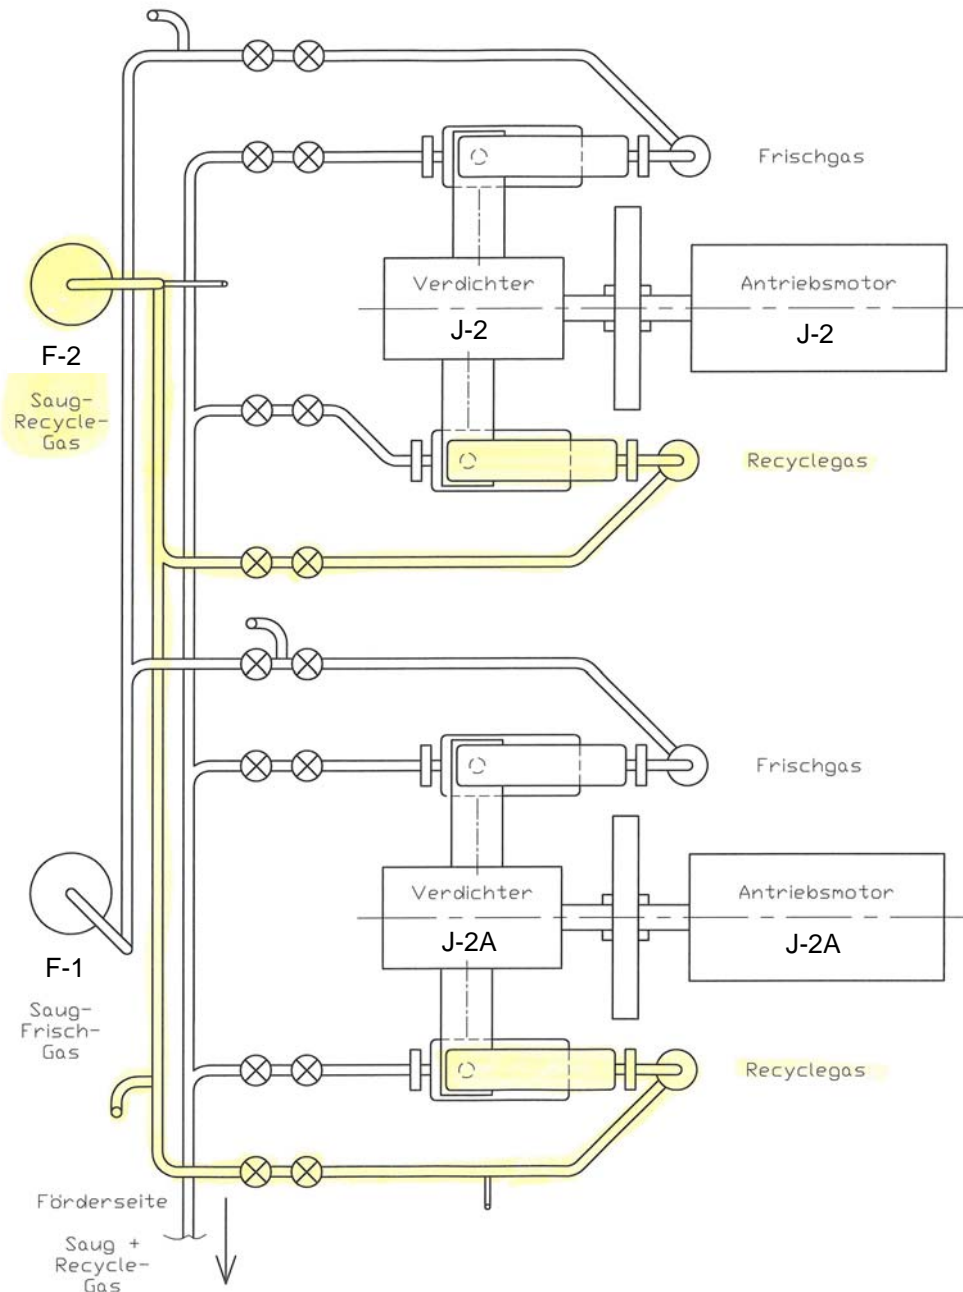 Frischgas
Verdichter
J-2
Antriebsmotor
J-2
F-2
Saug-
Recycle-
Gas
Recyclegas
Frischgas
Verdichter
J-2A
Antriebsmotor
J-2A
F-1
Saug-
Frisch-
Gas
Recyclegas
Förderseite
Saug +
Recycle-
Gas